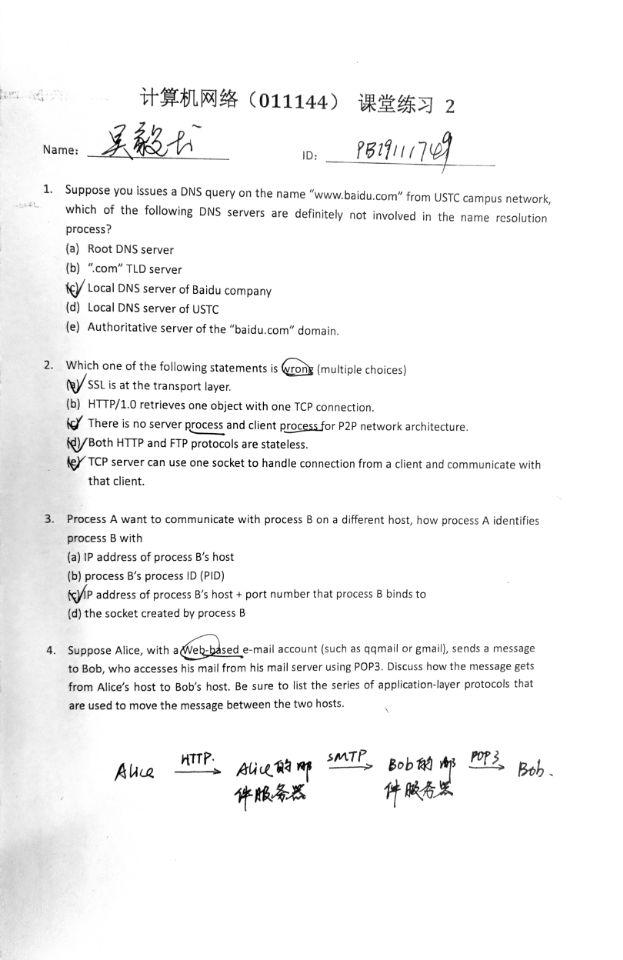 计算机网络（011144） 课堂练习 2
Name: 吴毅
ID: PB19111749
1. Suppose you issues a DNS query on the name “www.baidu.com” from USTC campus network,
which of the following DNS servers are definitely not involved in the name resolution
process?
(a) Root DNS server
(b) “.com” TLD server
(c) Local DNS server of Baidu company
(d) Local DNS server of USTC
(e) Authoritative server of the “baidu.com” domain.
2. Which one of the following statements is wrong (multiple choices)
(a) SSL is at the transport layer.
(b) HTTP/1.0 retrieves one object with one TCP connection.
(c) There is no server process and client process for P2P network architecture.
(d) Both HTTP and FTP protocols are stateless.
(e) TCP server can use one socket to handle connection from a client and communicate with
that client.
3. Process A want to communicate with process B on a different host, how process A identifies
process B with
(a) IP address of process B’s host
(b) process B’s process ID (PID)
(c) IP address of process B’s host + port number that process B binds to
(d) the socket created by process B
4. Suppose Alice, with a Web-based e-mail account (such as qqmail or gmail), sends a message
to Bob, who accesses his mail from his mail server using POP3. Discuss how the message gets
from Alice’s host to Bob’s host. Be sure to list the series of application-layer protocols that
are used to move the message between the two hosts.
HTTP. SMTP POP3
Alice → Alice的邮 → Bob的邮 → Bob.
件服务器 件服务器